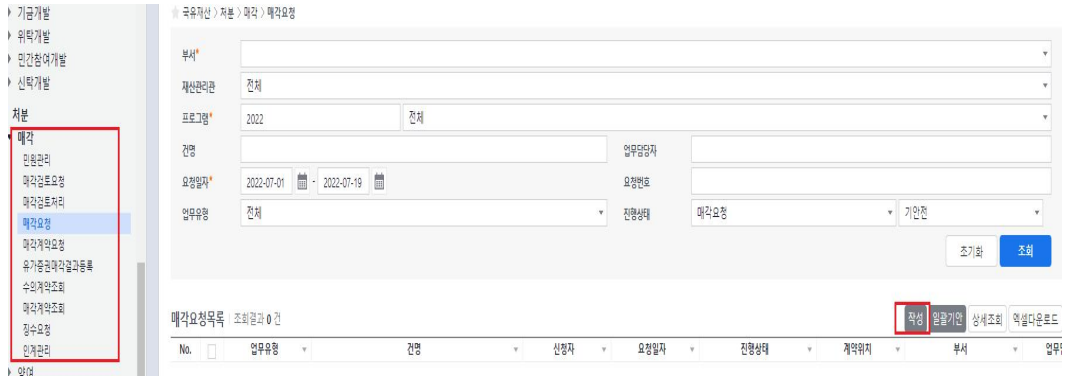 기금개발
위탁개발
민간참여개발
신탁개발
처분
매각
민원관리
매각검토요청
매각검토처리
매각요청
매각계약요청
유가증권매각결과등록
수의계약조회
매각계약조회
징수요청
인계관리
양여
국유재산 > 처분 > 매각 > 매각요청
부서*
재산관리관 전체
프로그램* 2022 전체
건명 업무담당자
요청일자* 2022-07-01 - 2022-07-19 요청번호
업무유형 전체 진행상태 매각요청 기안전
초기화 조회
매각요청목록 조회결과 0 건 작성 일괄기안 상세조회 엑셀다운로드
No. 업무유형 건명 신청자 요청일자 진행상태 계약위치 부서